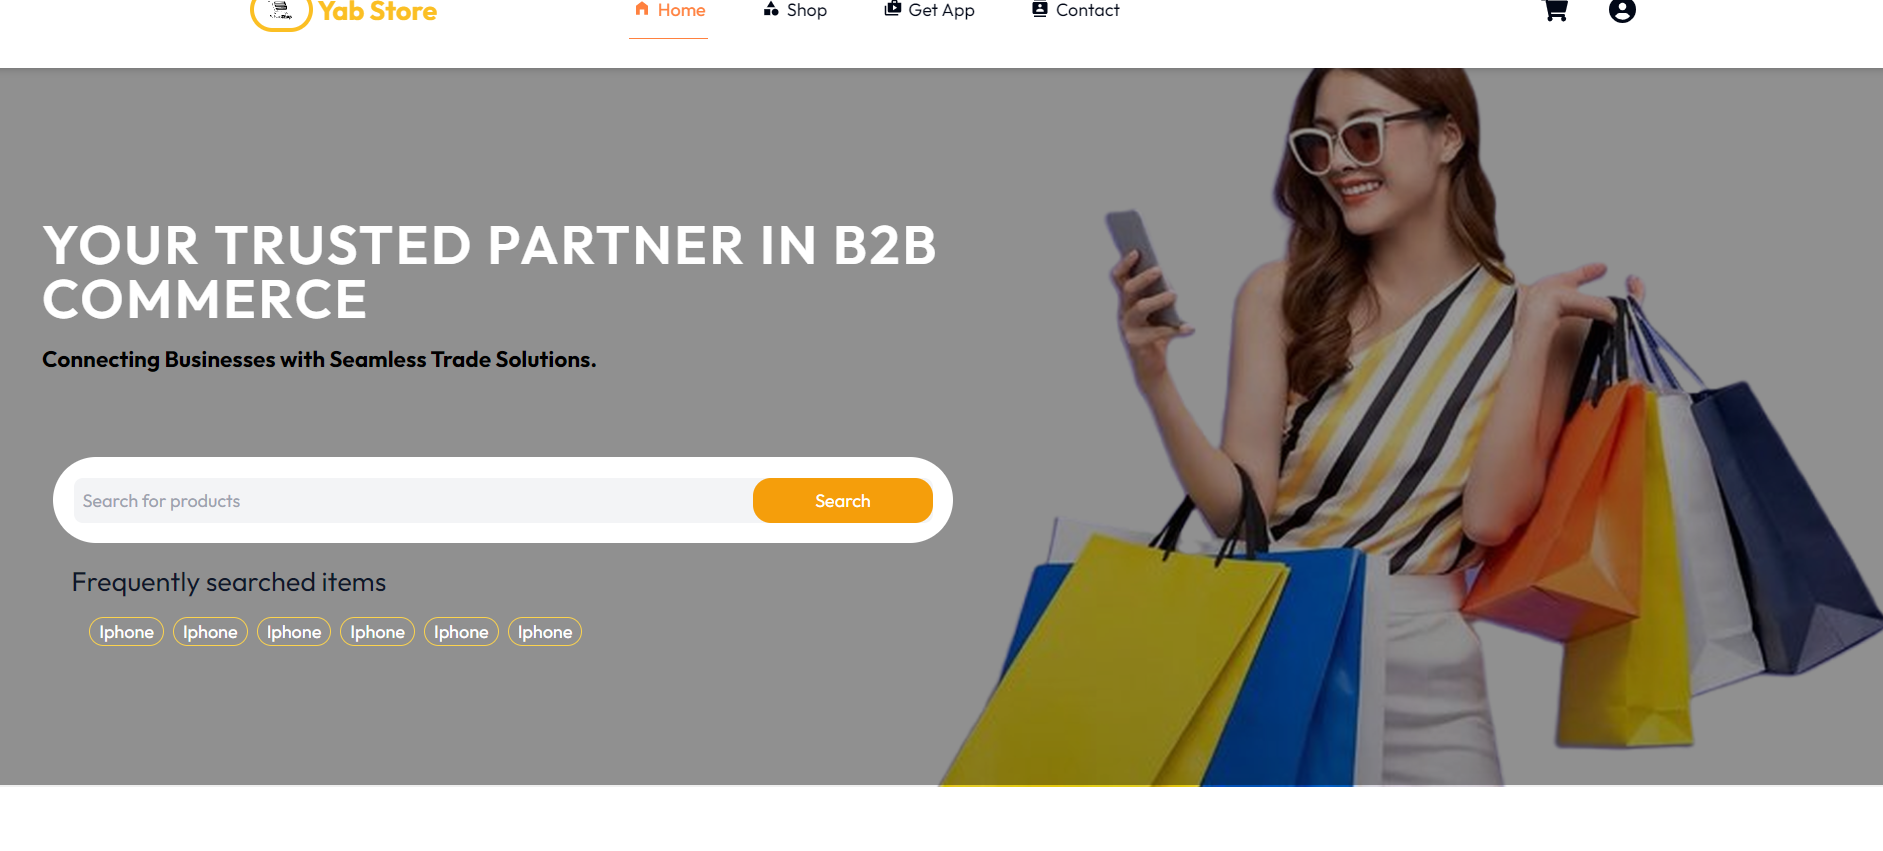 Yab Store
Home
Shop
Get App
Contact
YOUR TRUSTED PARTNER IN B2B
COMMERCE
Connecting Businesses with Seamless Trade Solutions.
Search for products
Search
Frequently searched items
Iphone
Iphone
Iphone
Iphone
Iphone
Iphone